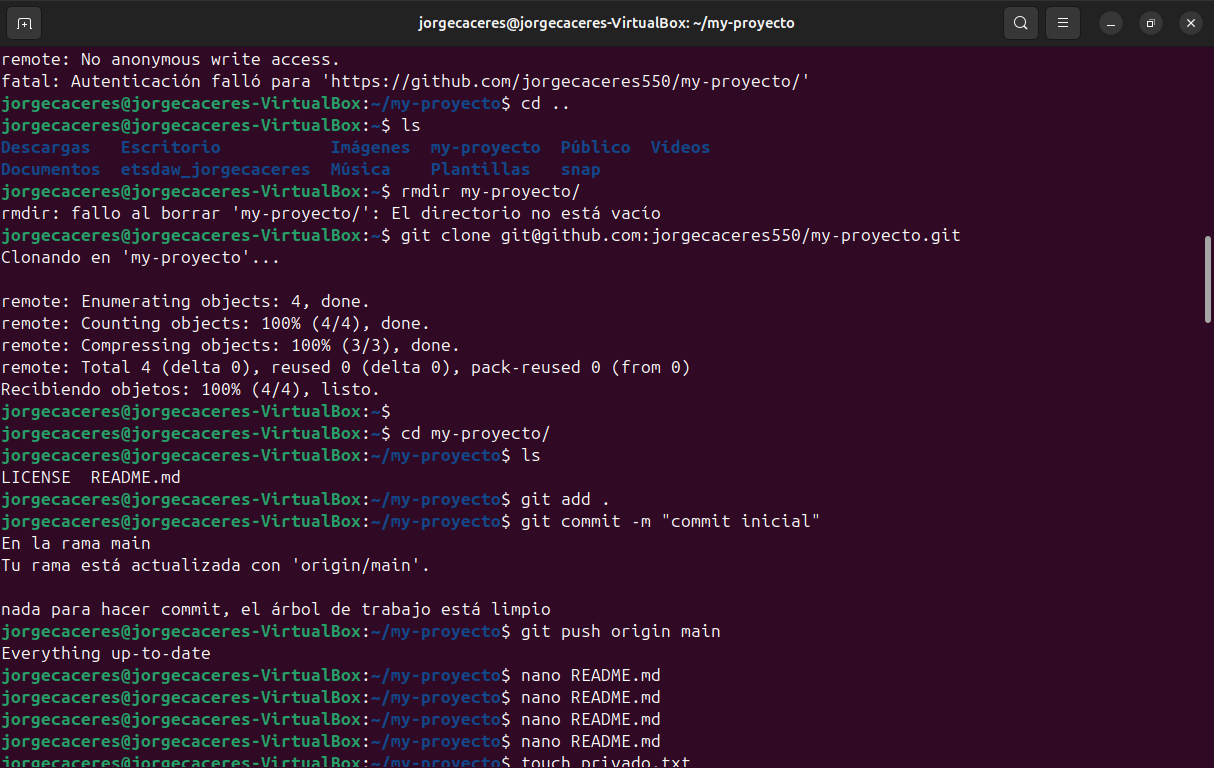 jorgecaceres@jorgecaceres-VirtualBox: ~/my-proyecto
remote: No anonymous write access.
fatal: Autenticación falló para 'https://github.com/jorgecaceres550/my-proyecto/'
jorgecaceres@jorgecaceres-VirtualBox:~/my-proyecto$ cd ..
jorgecaceres@jorgecaceres-VirtualBox:~$ ls
Descargas   Escritorio           Imágenes  my-proyecto  Público  Vídeos
Documentos  etsdaw_jorgecaceres  Música    Plantillas   snap
jorgecaceres@jorgecaceres-VirtualBox:~$ rmdir my-proyecto/
rmdir: fallo al borrar 'my-proyecto/': El directorio no está vacío
jorgecaceres@jorgecaceres-VirtualBox:~$ git clone git@github.com:jorgecaceres550/my-proyecto.git
Clonando en 'my-proyecto'...
remote: Enumerating objects: 4, done.
remote: Counting objects: 100% (4/4), done.
remote: Compressing objects: 100% (3/3), done.
remote: Total 4 (delta 0), reused 0 (delta 0), pack-reused 0 (from 0)
Recibiendo objetos: 100% (4/4), listo.
jorgecaceres@jorgecaceres-VirtualBox:~$
jorgecaceres@jorgecaceres-VirtualBox:~$ cd my-proyecto/
jorgecaceres@jorgecaceres-VirtualBox:~/my-proyecto$ ls
LICENSE  README.md
jorgecaceres@jorgecaceres-VirtualBox:~/my-proyecto$ git add .
jorgecaceres@jorgecaceres-VirtualBox:~/my-proyecto$ git commit -m "commit inicial"
En la rama main
Tu rama está actualizada con 'origin/main'.
nada para hacer commit, el árbol de trabajo está limpio
jorgecaceres@jorgecaceres-VirtualBox:~/my-proyecto$ git push origin main
Everything up-to-date
jorgecaceres@jorgecaceres-VirtualBox:~/my-proyecto$ nano README.md
jorgecaceres@jorgecaceres-VirtualBox:~/my-proyecto$ nano README.md
jorgecaceres@jorgecaceres-VirtualBox:~/my-proyecto$ nano README.md
jorgecaceres@jorgecaceres-VirtualBox:~/my-proyecto$ nano README.md
jorgecaceres@jorgecaceres-VirtualBox:~/my-proyecto$ touch privado.txt